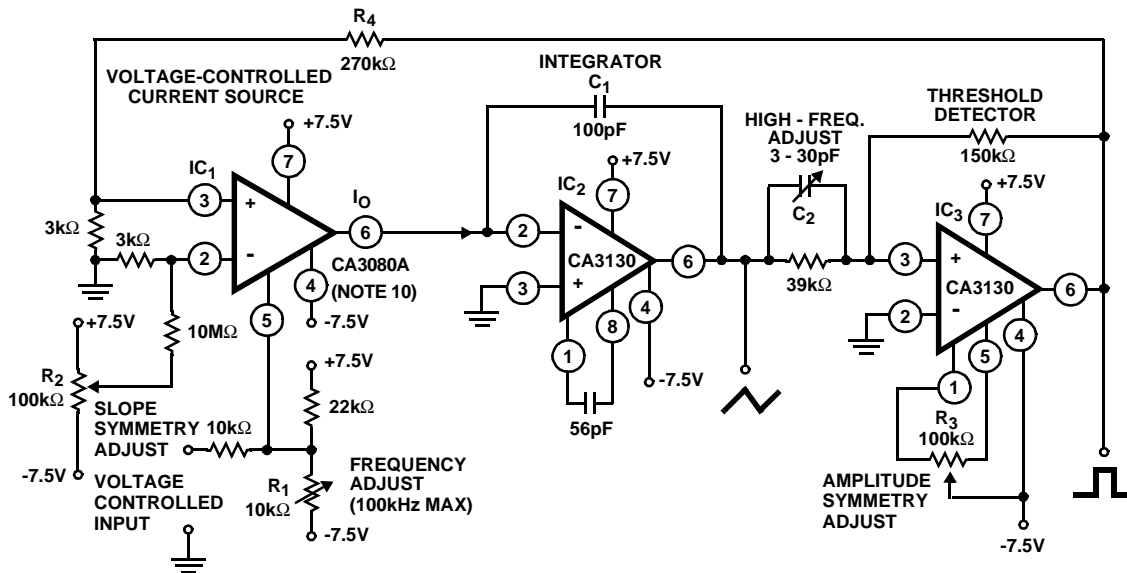 R4
270kΩ
VOLTAGE-CONTROLLED
CURRENT SOURCE
+7.5V
7
IC1
3
+
3kΩ
3kΩ
2
-
IO
6
CA3080A
(NOTE 10)
4
-7.5V
5
10MΩ
+7.5V
R2
100kΩ
-7.5V
SLOPE
SYMMETRY
ADJUST
10kΩ
VOLTAGE
CONTROLLED
INPUT
+7.5V
22kΩ
R1
10kΩ
FREQUENCY
ADJUST
(100kHz MAX)
-7.5V
INTEGRATOR
C1
100pF
+7.5V
IC2
7
2
-
CA3130
3
+
6
4
8
1
-7.5V
56pF
HIGH - FREQ.
ADJUST
3 - 30pF
C2
39kΩ
THRESHOLD
DETECTOR
150kΩ
+7.5V
IC3
7
3
+
CA3130
2
-
6
4
5
1
R3
100kΩ
AMPLITUDE
SYMMETRY
ADJUST
-7.5V